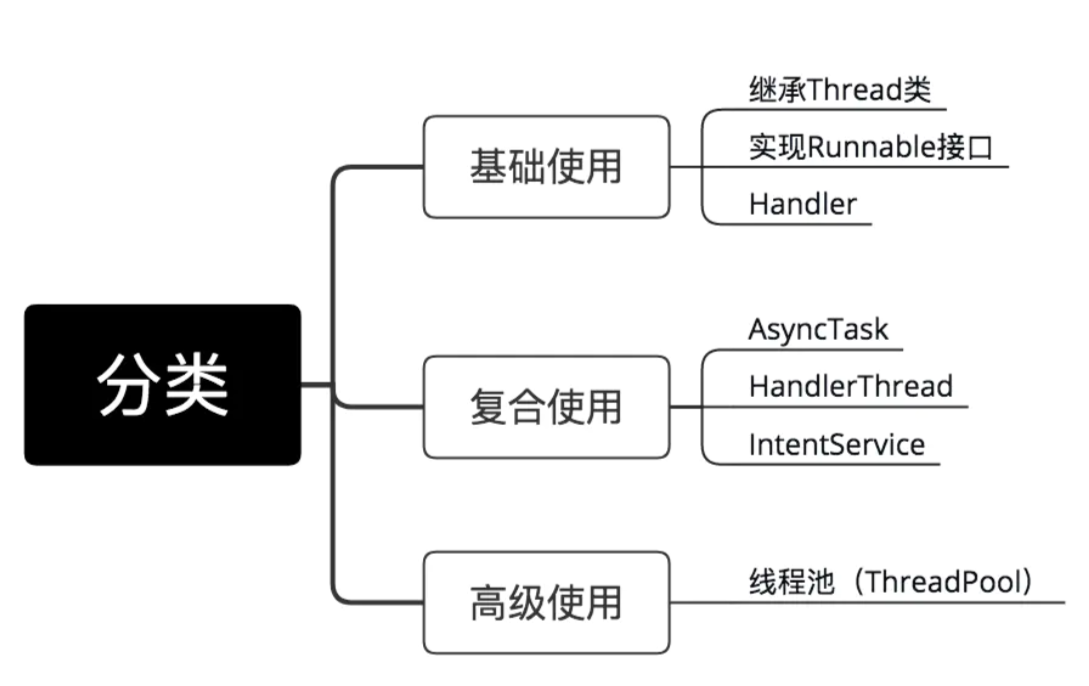 分类
基础使用
继承Thread类
实现Runnable接口
Handler
复合使用
AsyncTask
HandlerThread
IntentService
高级使用
线程池（ThreadPool）